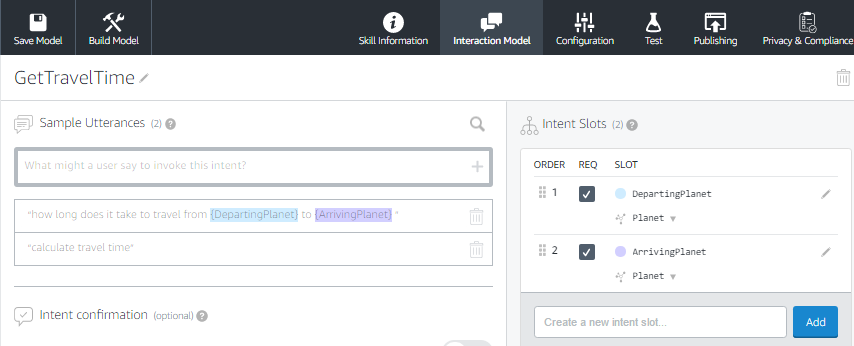 Save Model
Build Model
Skill Information
Interaction Model
Configuration
Test
Publishing
Privacy & Compliance
GetTravelTime
Sample Utterances (2) ?
What might a user say to invoke this intent?
"how long does it take to travel from {DepartingPlanet} to {ArrivingPlanet} "
"calculate travel time"
Intent confirmation (optional) ?
Intent Slots (2) ?
ORDER REQ SLOT
1 DepartingPlanet
Planet
2 ArrivingPlanet
Planet
Create a new intent slot... Add